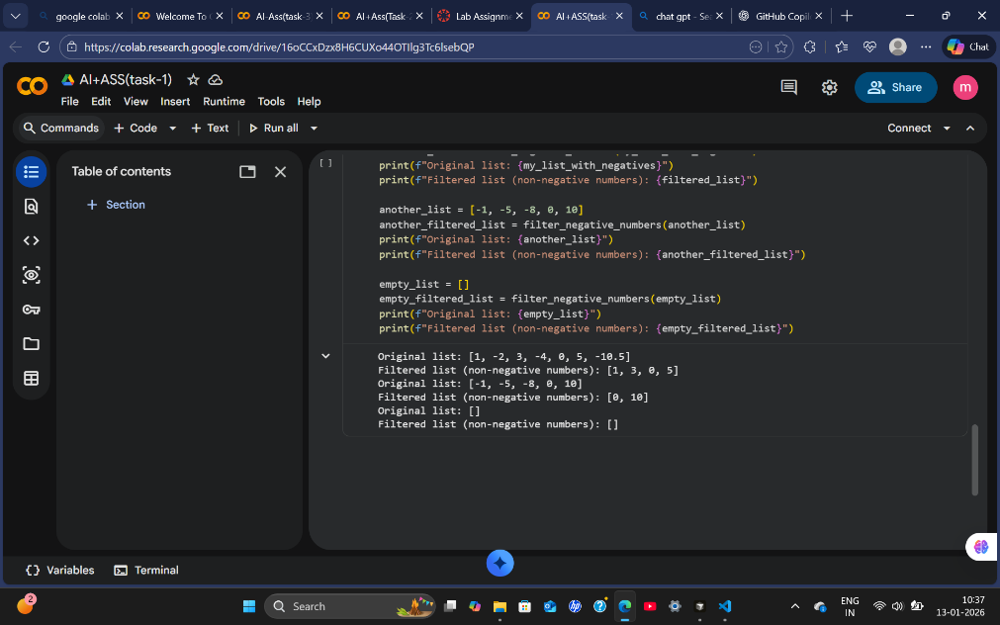 google colab
Welcome To C
AI-Ass(task-3
AI+Ass(Task-2
Lab Assignme
AI+ASS(task
chat gpt - Sea
GitHub Copil
https://colab.research.google.com/drive/16oCCxDzx8H6CUXo44OTIlg3Tc6lsebQP
Chat
CO
AI+ASS(task-1)
File Edit View Insert Runtime Tools Help
Share
m
Commands + Code + Text Run all
Connect
Table of contents
+ Section
[ ]
print(f"Original list: {my_list_with_negatives}")
print(f"Filtered list (non-negative numbers): {filtered_list}")
another_list = [-1, -5, -8, 0, 10]
another_filtered_list = filter_negative_numbers(another_list)
print(f"Original list: {another_list}")
print(f"Filtered list (non-negative numbers): {another_filtered_list}")
empty_list = []
empty_filtered_list = filter_negative_numbers(empty_list)
print(f"Original list: {empty_list}")
print(f"Filtered list (non-negative numbers): {empty_filtered_list}")
Original list: [1, -2, 3, -4, 0, 5, -10.5]
Filtered list (non-negative numbers): [1, 3, 0, 5]
Original list: [-1, -5, -8, 0, 10]
Filtered list (non-negative numbers): [0, 10]
Original list: []
Filtered list (non-negative numbers): []
{} Variables
Terminal
2
Search
ENG
IN
10:37
13-01-2026